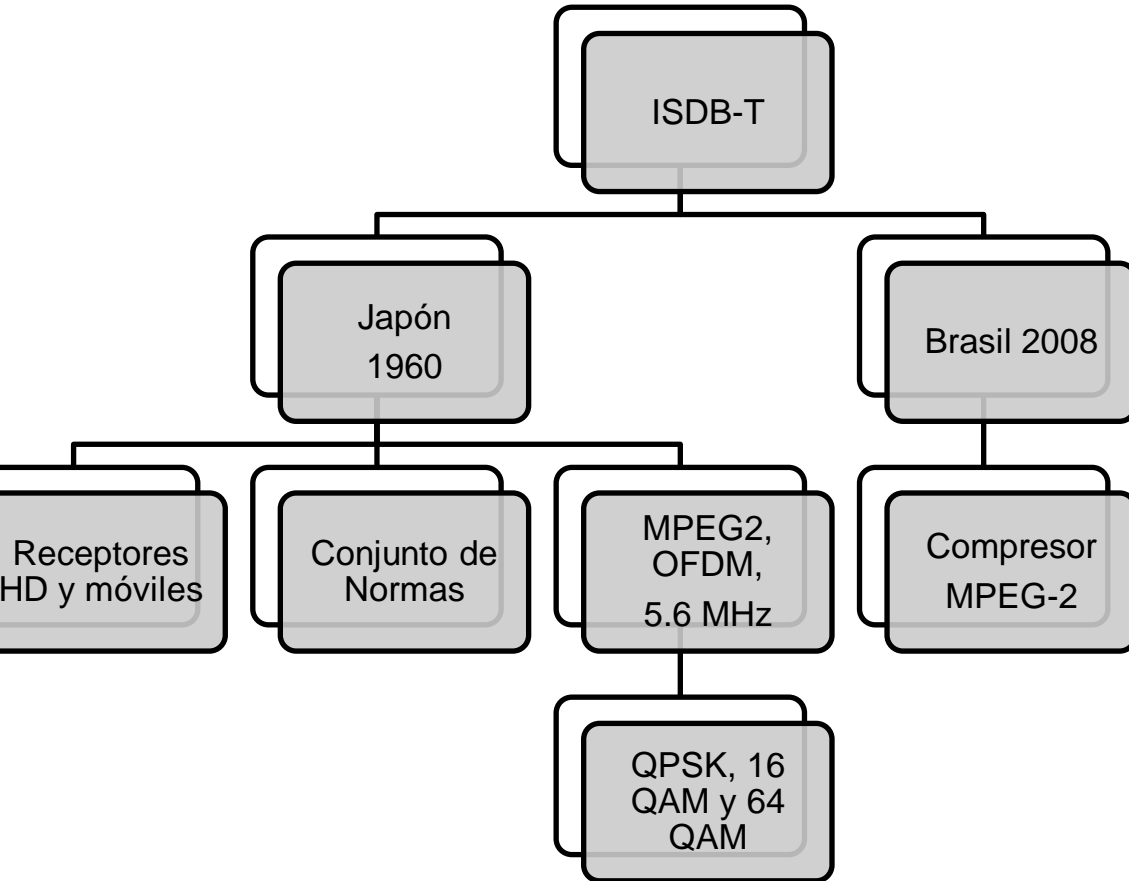 ISDB-T
Japón
1960
Brasil 2008
Receptores
HD y móviles
Conjunto de
Normas
MPEG2,
OFDM,
5.6 MHz
Compresor
MPEG-2
QPSK, 16
QAM y 64
QAM